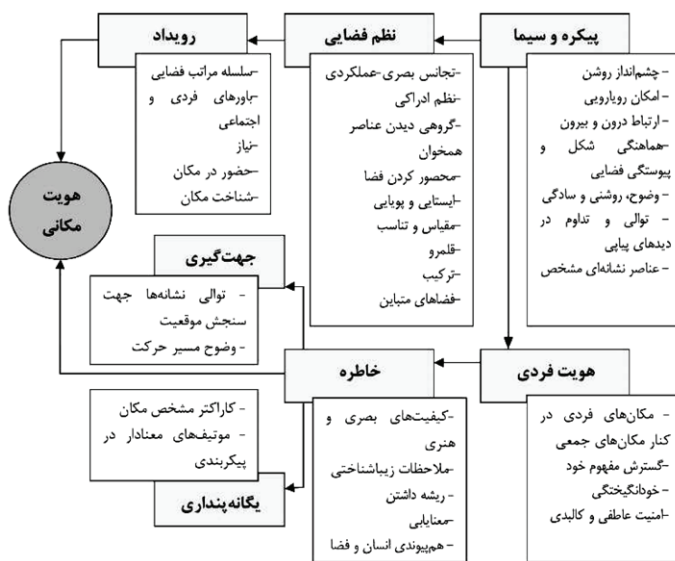 پیکره و سیما
-چشم‌انداز روشن
-امکان رویارویی
-ارتباط درون و بیرون
-هماهنگی شکل و
پیوستگی فضایی
-وضوح، روشنی و سادگی
- توالی و تداوم در
دیدهای پیاپی
-عناصر نشانه‌ای مشخص
نظم فضایی
-تجانس بصری-عملکردی
-نظم ادراکی
-گروهی دیدن عناصر
همخوان
-محصور کردن فضا
-ایستایی و پویایی
-مقیاس و تناسب
-قلمرو
-ترکیب
-فضاهای متباین
رویداد
-سلسله مراتب فضایی
-باورهای فردی و
اجتماعی
-نیاز
-حضور در مکان
-شناخت مکان
هویت
مکانی
جهت‌گیری
- توالی نشانه‌ها جهت
سنجش موقعیت
- وضوح مسیر حرکت
هویت فردی
- مکان‌های فردی در
کنار مکان‌های جمعی
-گسترش مفهوم خود
-خودانگیختگی
-امنیت عاطفی و کالبدی
خاطره
-کیفیت‌های بصری و
هنری
-ملاحظات زیباشناختی
- ریشه داشتن
-معنایابی
-هم‌پیوندی انسان و فضا
- کاراکتر مشخص مکان
- موتیف‌های معنادار در
پیکربندی
یگانه‌پنداری